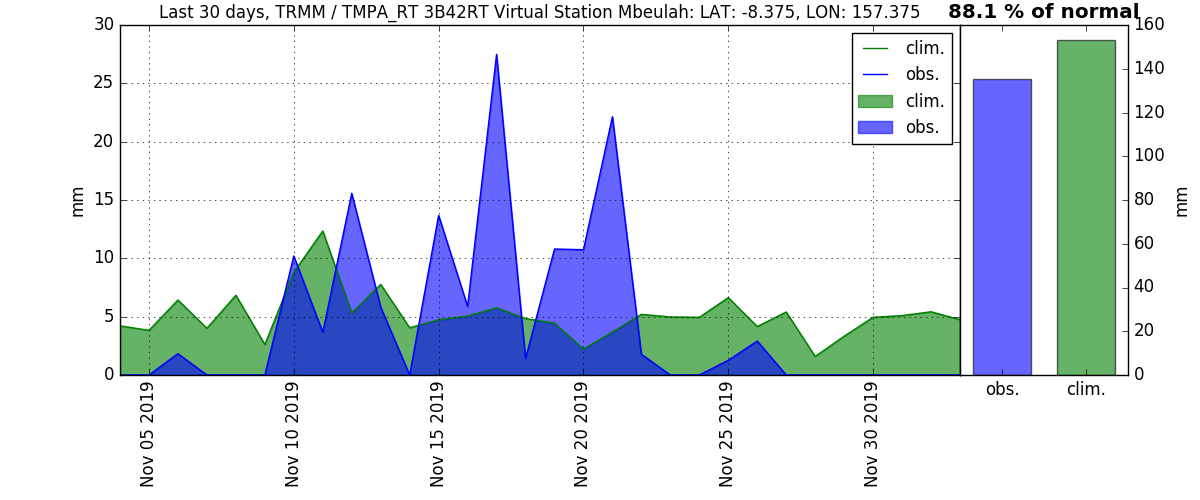 Last 30 days, TRMM / TMPA_RT 3B42RT Virtual Station Mbeulah: LAT: -8.375, LON: 157.375
88.1 % of normal
30
25
20
15
10
5
0
mm
clim.
obs.
clim.
obs.
Nov 05 2019
Nov 10 2019
Nov 15 2019
Nov 20 2019
Nov 25 2019
Nov 30 2019
160
140
120
100
80
60
40
20
0
mm
obs.
clim.